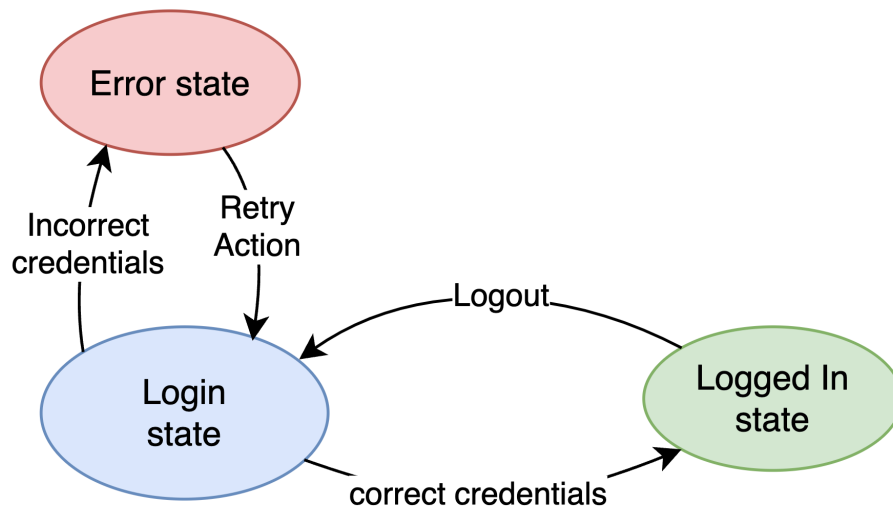 Error state
Incorrect
credentials
Retry
Action
Logout
Login
state
Logged In
state
correct credentials